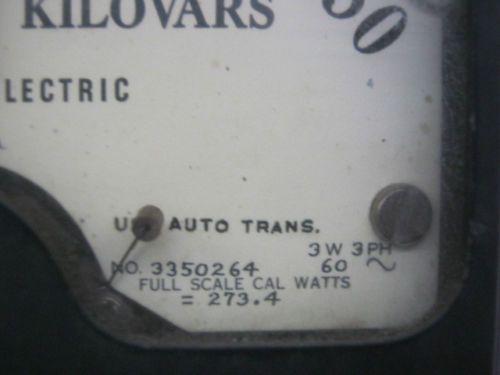 KILOVARS
LECTRIC
AUTO TRANS.
3W 3PH
NO. 3350264 60 ~
FULL SCALE CAL WATTS
= 273.4